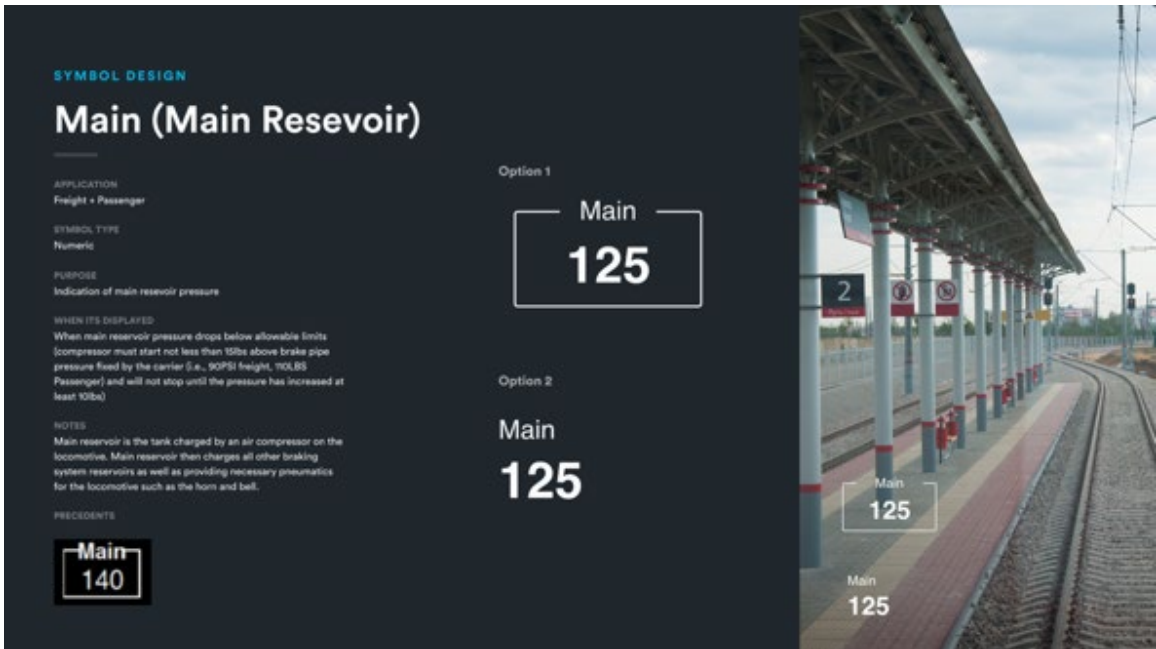 SYMBOL DESIGN
Main (Main Resevoir)
APPLICATION
Freight + Passenger
SYMBOL TYPE
Numeric
PURPOSE
Indication of main resevoir pressure
WHEN ITS DISPLAYED
When main reservoir pressure drops below allowable limits
(compressor must start not less than 15lbs above brake pipe
pressure fixed by the carrier (i.e., 90PSI freight, 110LBS
Passenger) and will not stop until the pressure has increased at
least 10lbs)
NOTES
Main reservoir is the tank charged by an air compressor on the
locomotive. Main reservoir then charges all other braking
system reservoirs as well as providing necessary pneumatics
for the locomotive such as the horn and bell.
PRECEDENTS
Main
140
Option 1
Main
125
Option 2
Main
125
2
Main
125
Main
125